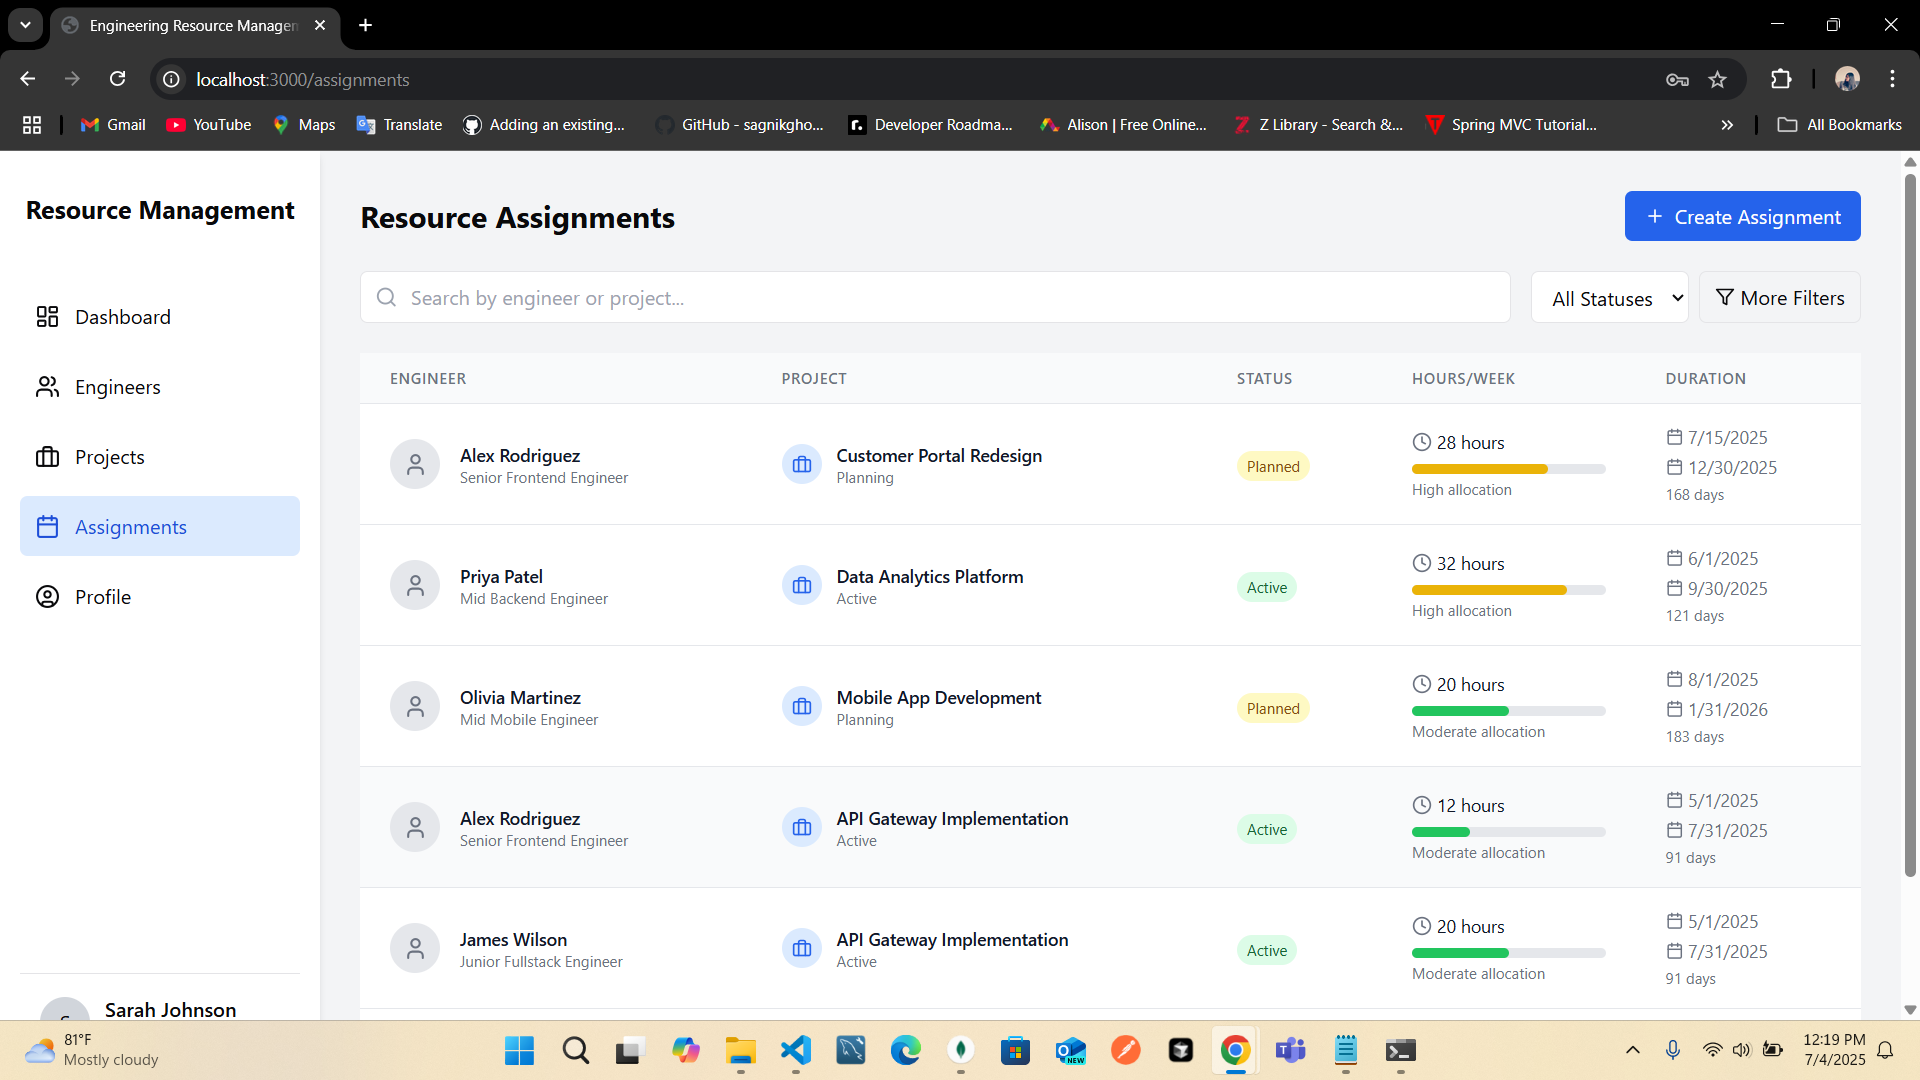 Engineering Resource Managem
localhost:3000/assignments
Gmail
YouTube
Maps
Translate
Adding an existing...
GitHub - sagnikgho...
Developer Roadma...
Alison | Free Online...
Z Library - Search &...
Spring MVC Tutorial...
All Bookmarks
Resource Management
Dashboard
Engineers
Projects
Assignments
Profile
Sarah Johnson
Resource Assignments
Create Assignment
Search by engineer or project...
All Statuses
More Filters
ENGINEER PROJECT STATUS HOURS/WEEK DURATION
Alex Rodriguez
Senior Frontend Engineer
Customer Portal Redesign
Planning
Planned
28 hours
High allocation
7/15/2025
12/30/2025
168 days
Priya Patel
Mid Backend Engineer
Data Analytics Platform
Active
Active
32 hours
High allocation
6/1/2025
9/30/2025
121 days
Olivia Martinez
Mid Mobile Engineer
Mobile App Development
Planning
Planned
20 hours
Moderate allocation
8/1/2025
1/31/2026
183 days
Alex Rodriguez
Senior Frontend Engineer
API Gateway Implementation
Active
Active
12 hours
Moderate allocation
5/1/2025
7/31/2025
91 days
James Wilson
Junior Fullstack Engineer
API Gateway Implementation
Active
Active
20 hours
Moderate allocation
5/1/2025
7/31/2025
91 days
81°F
Mostly cloudy
NEW
12:19 PM
7/4/2025